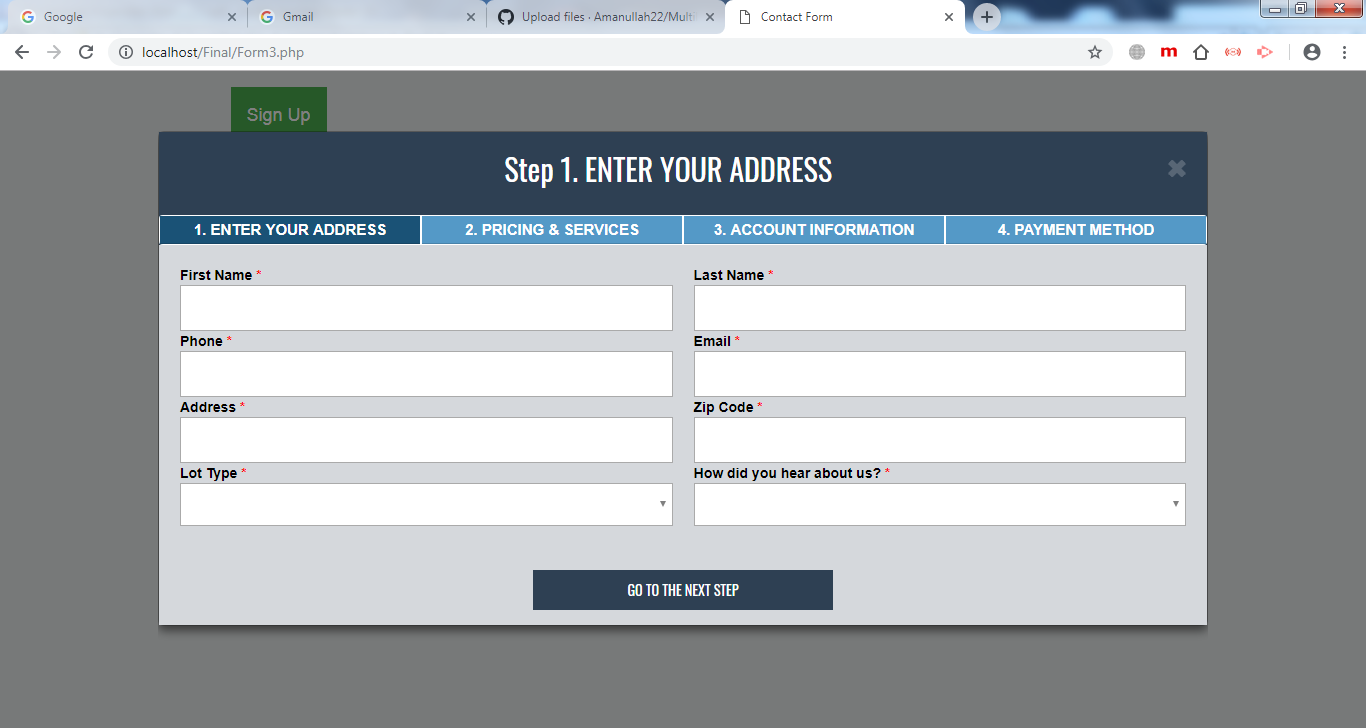 Google
Gmail
Upload files · Amanullah22/Mult
Contact Form
localhost/Final/Form3.php
Sign Up
Step 1. ENTER YOUR ADDRESS
1. ENTER YOUR ADDRESS
2. PRICING & SERVICES
3. ACCOUNT INFORMATION
4. PAYMENT METHOD
First Name *
Last Name *
Phone *
Email *
Address *
Zip Code *
Lot Type *
How did you hear about us? *
GO TO THE NEXT STEP